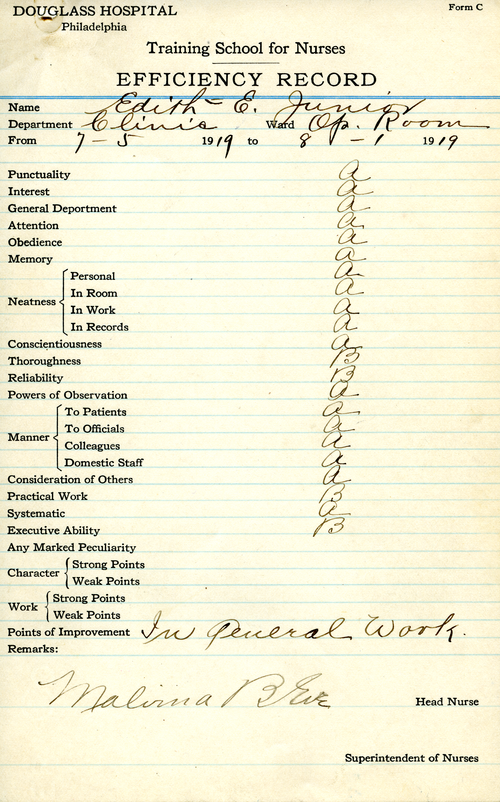 DOUGLASS HOSPITAL
Philadelphia
Form C
Training School for Nurses
EFFICIENCY RECORD
Name Edith E. Junior
Department Clinic Ward Op. Room
From 7 - 5 1919 to 8 - 1 1919
Punctuality A
Interest A
General Department A
Attention A
Obedience A
Memory A
Neatness
Personal A
In Room A
In Work A
In Records A
Conscientiousness A
Thoroughness B
Reliability B
Powers of Observation A
Manner
To Patients A
To Officials A
Colleagues A
Domestic Staff A
Consideration of Others A
Practical Work B
Systematic A
Executive Ability B
Any Marked Peculiarity
Character
Strong Points
Weak Points
Work
Strong Points
Weak Points
Points of Improvement In General Work.
Remarks:
Malvina B Head Nurse
Superintendent of Nurses